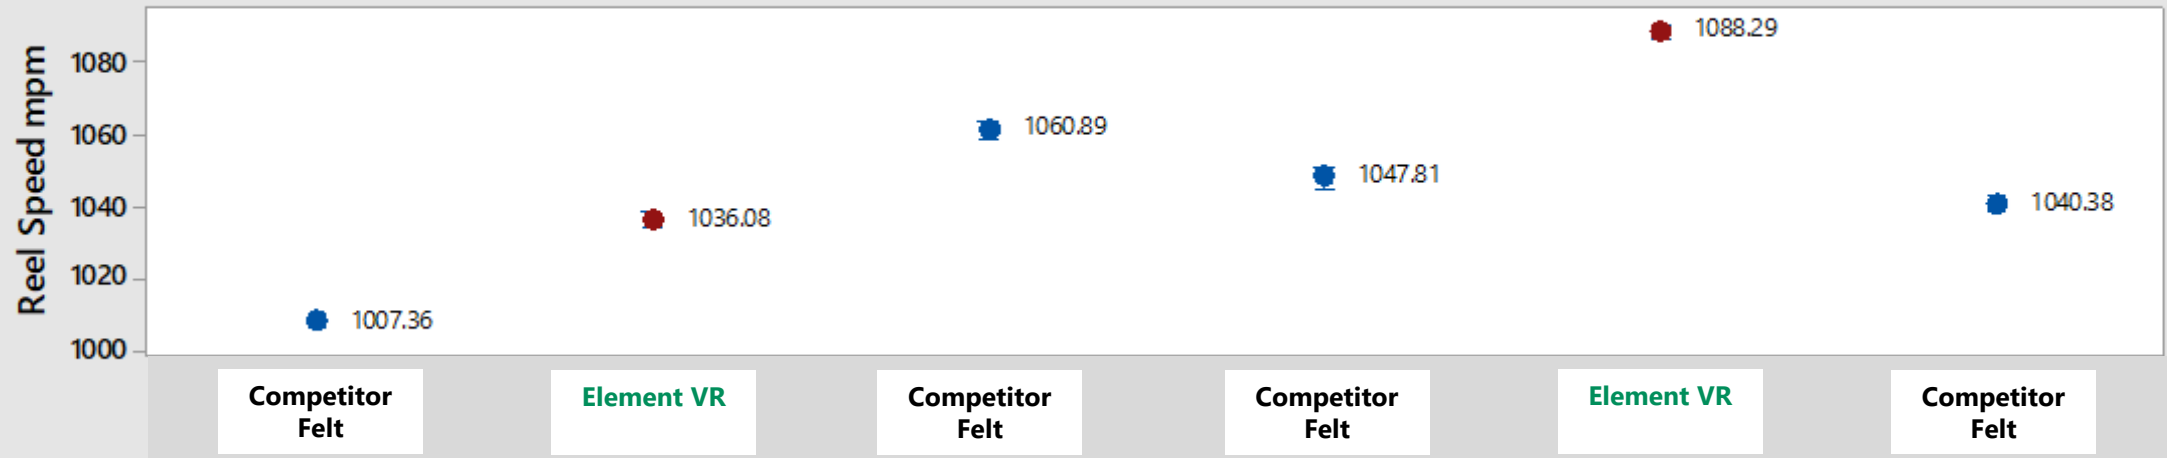 Reel Speed mpm
1080
1060
1040
1020
1000
1007.36
1036.08
1060.89
1047.81
1088.29
1040.38
Competitor
Felt
Element VR
Competitor
Felt
Competitor
Felt
Element VR
Competitor
Felt